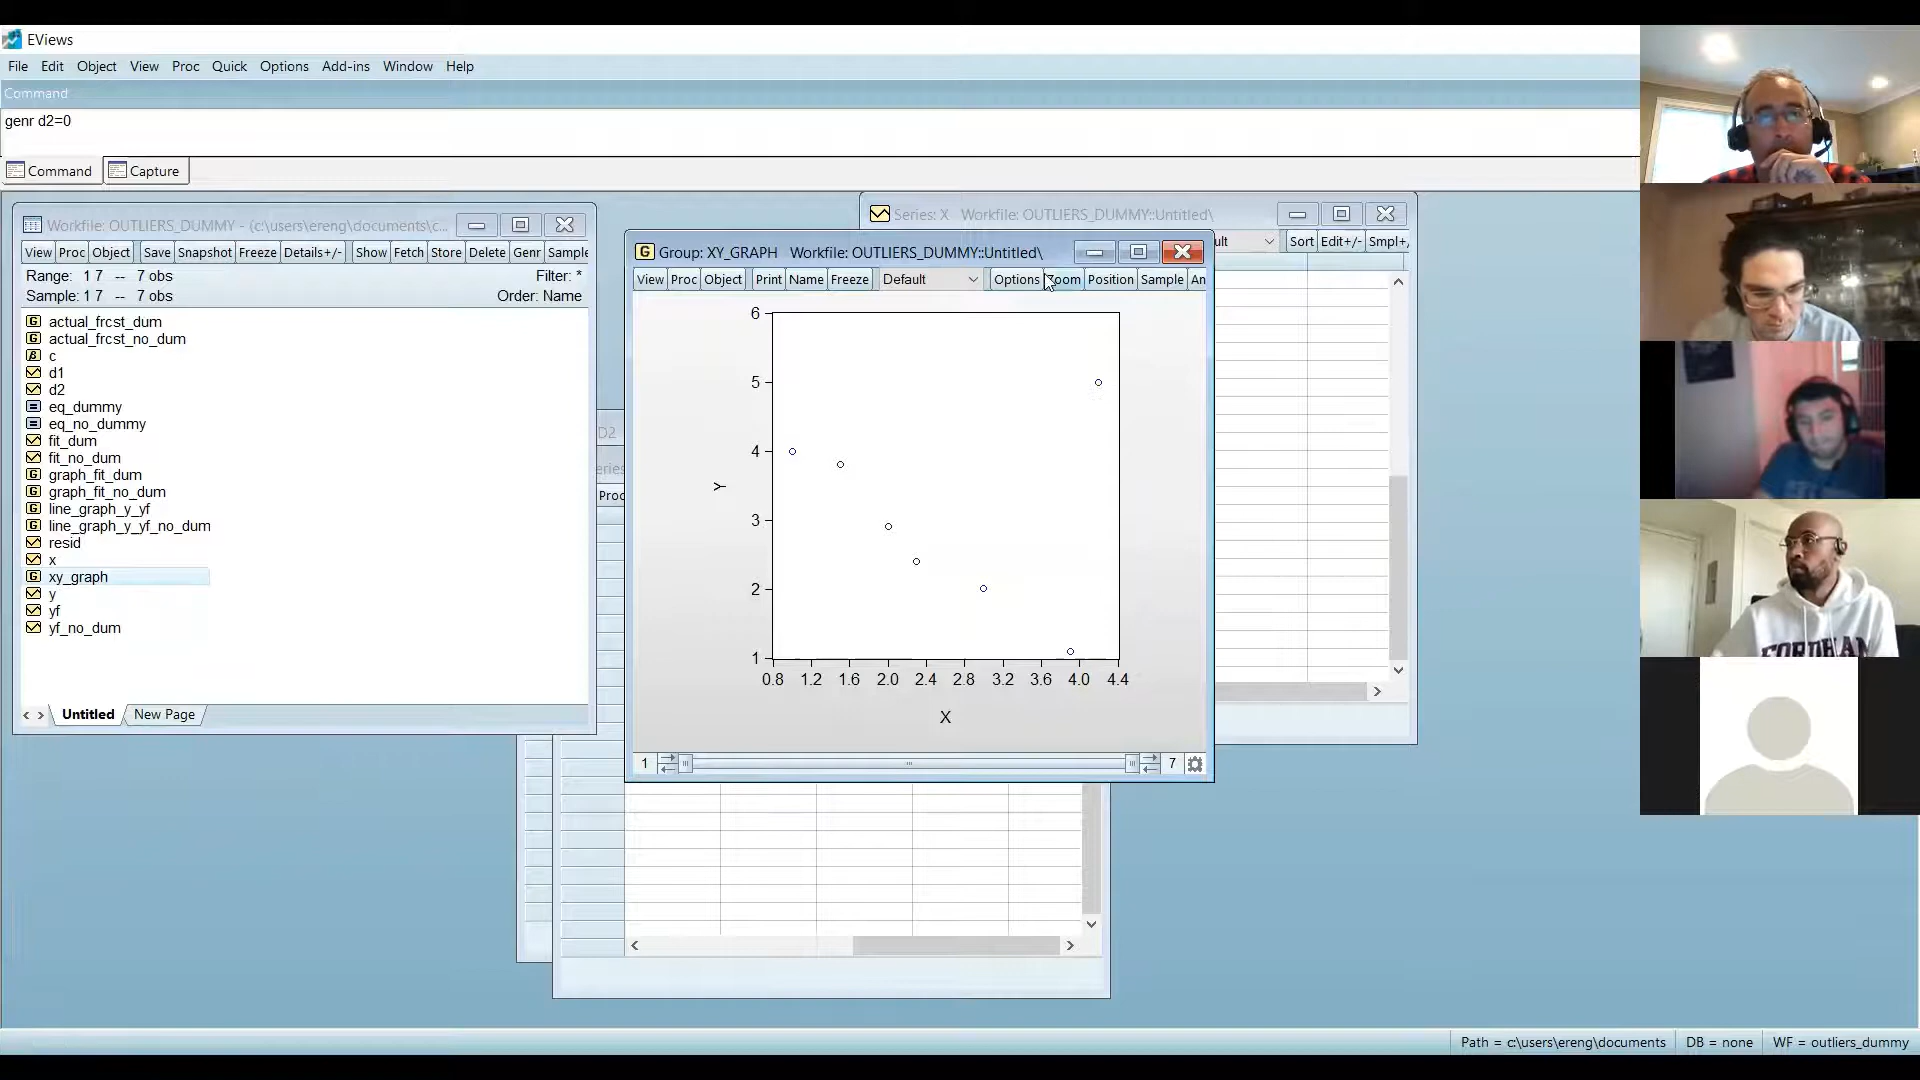 EViews
File Edit Object View Proc Quick Options Add-ins Window Help
Command
genr d2=0
Command Capture
Workfile: OUTLIERS_DUMMY - (c:\users\ereng\documents\c...
View Proc Object Save Snapshot Freeze Details+/- Show Fetch Store Delete Genr Sample
Range: 1 7 -- 7 obs Filter: *
Sample: 1 7 -- 7 obs Order: Name
actual_frcst_dum
actual_frcst_no_dum
c
d1
d2
eq_dummy
eq_no_dummy
fit_dum
fit_no_dum
graph_fit_dum
graph_fit_no_dum
line_graph_y_yf
line_graph_y_yf_no_dum
resid
x
xy_graph
y
yf
yf_no_dum
Untitled New Page
Series: X Workfile: OUTLIERS_DUMMY::Untitled\
ult Sort Edit+/- Smpl+/
D2
eries
Proc
Group: XY_GRAPH Workfile: OUTLIERS_DUMMY::Untitled\
View Proc Object Print Name Freeze Default Options Zoom Position Sample An
6
5
4
3
2
1
Y
0.8 1.2 1.6 2.0 2.4 2.8 3.2 3.6 4.0 4.4
X
1 7
FORDHAM
Path = c:\users\ereng\documents DB = none WF = outliers_dummy